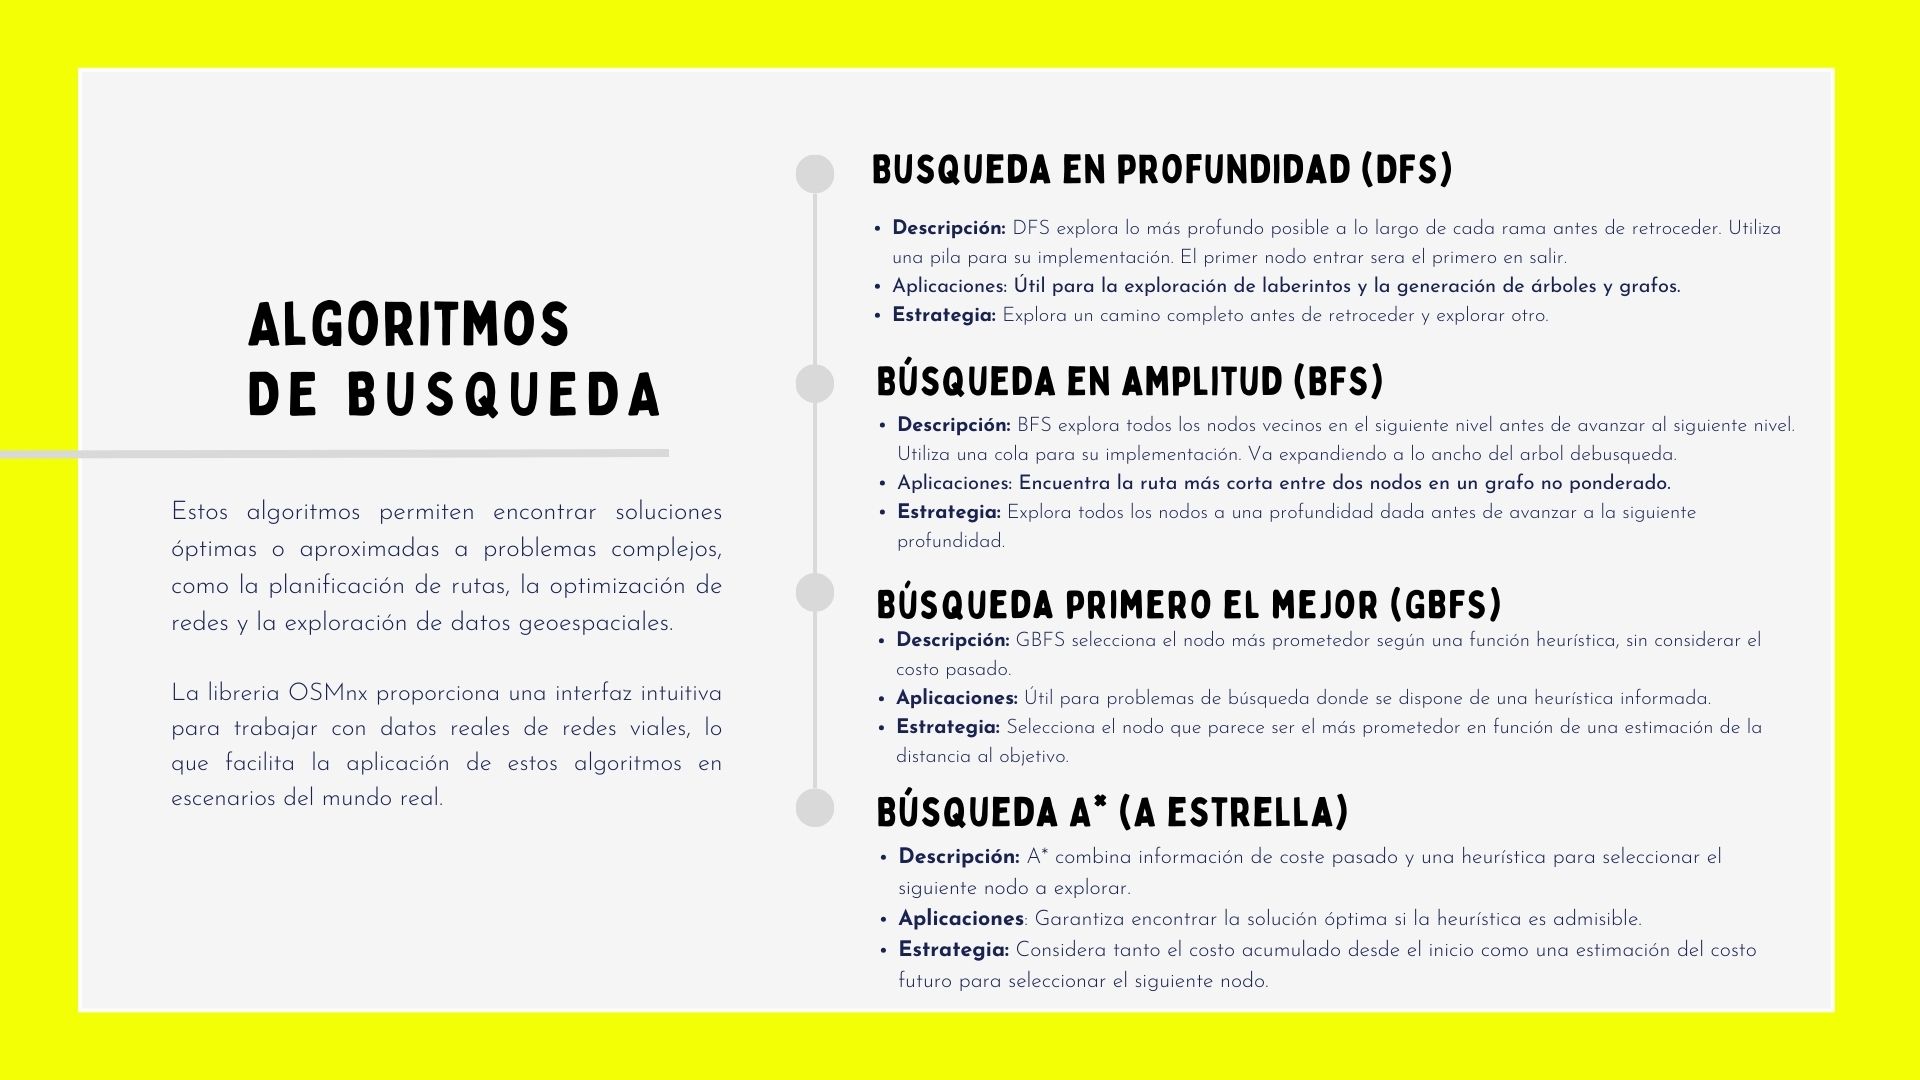 ALGORITMOS
DE BUSQUEDA
Estos algoritmos permiten encontrar soluciones
óptimas o aproximadas a problemas complejos,
como la planificación de rutas, la optimización de
redes y la exploración de datos geoespaciales.
La libreria OSMnx proporciona una interfaz intuitiva
para trabajar con datos reales de redes viales, lo
que facilita la aplicación de estos algoritmos en
escenarios del mundo real.
BUSQUEDA EN PROFUNDIDAD (DFS)
• Descripción: DFS explora lo más profundo posible a lo largo de cada rama antes de retroceder. Utiliza
una pila para su implementación. El primer nodo entrar sera el primero en salir.
• Aplicaciones: Útil para la exploración de laberintos y la generación de árboles y grafos.
• Estrategia: Explora un camino completo antes de retroceder y explorar otro.
BÚSQUEDA EN AMPLITUD (BFS)
• Descripción: BFS explora todos los nodos vecinos en el siguiente nivel antes de avanzar al siguiente nivel.
Utiliza una cola para su implementación. Va expandiendo a lo ancho del arbol debusqueda.
• Aplicaciones: Encuentra la ruta más corta entre dos nodos en un grafo no ponderado.
• Estrategia: Explora todos los nodos a una profundidad dada antes de avanzar a la siguiente
profundidad.
BÚSQUEDA PRIMERO EL MEJOR (GBFS)
• Descripción: GBFS selecciona el nodo más prometedor según una función heurística, sin considerar el
costo pasado.
• Aplicaciones: Útil para problemas de búsqueda donde se dispone de una heurística informada.
• Estrategia: Selecciona el nodo que parece ser el más prometedor en función de una estimación de la
distancia al objetivo.
BÚSQUEDA A* (A ESTRELLA)
• Descripción: A* combina información de coste pasado y una heurística para seleccionar el
siguiente nodo a explorar.
• Aplicaciones: Garantiza encontrar la solución óptima si la heurística es admisible.
• Estrategia: Considera tanto el costo acumulado desde el inicio como una estimación del costo
futuro para seleccionar el siguiente nodo.